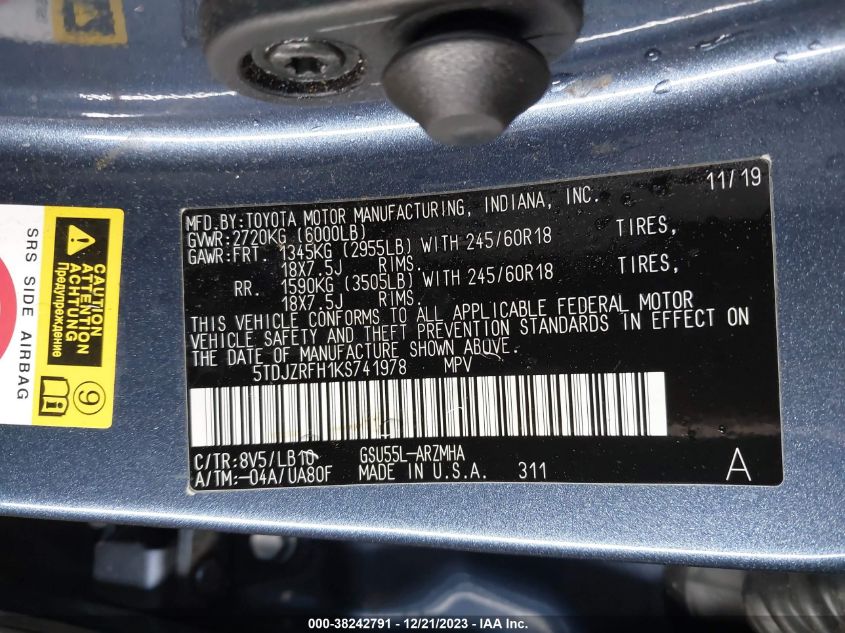 11/19
MFD.BY:TOYOTA MOTOR MANUFACTURING, INDIANA, INC.
GVWR:2720KG (6000LB)
GAWR:FRT. 1345KG (2955LB) WITH 245/60R18 TIRES,
18X7.5J RIMS.
RR. 1590KG (3505LB) WITH 245/60R18 TIRES,
18X7.5J RIMS.
THIS VEHICLE CONFORMS TO ALL APPLICABLE FEDERAL MOTOR
VEHICLE SAFETY AND THEFT PREVENTION STANDARDS IN EFFECT ON
THE DATE OF MANUFACTURE SHOWN ABOVE.
5TDJZRFH1KS741978 MPV
C/TR:8V5/LB10 GSU55L-ARZMHA
A/TM:-04A/UA80F MADE IN U.S.A. 311 A
SRS SIDE AIRBAG
CAUTION
ATTENTION
ACHTUNG
Предупреждение
9
000-38242791 - 12/21/2023 - IAA Inc.